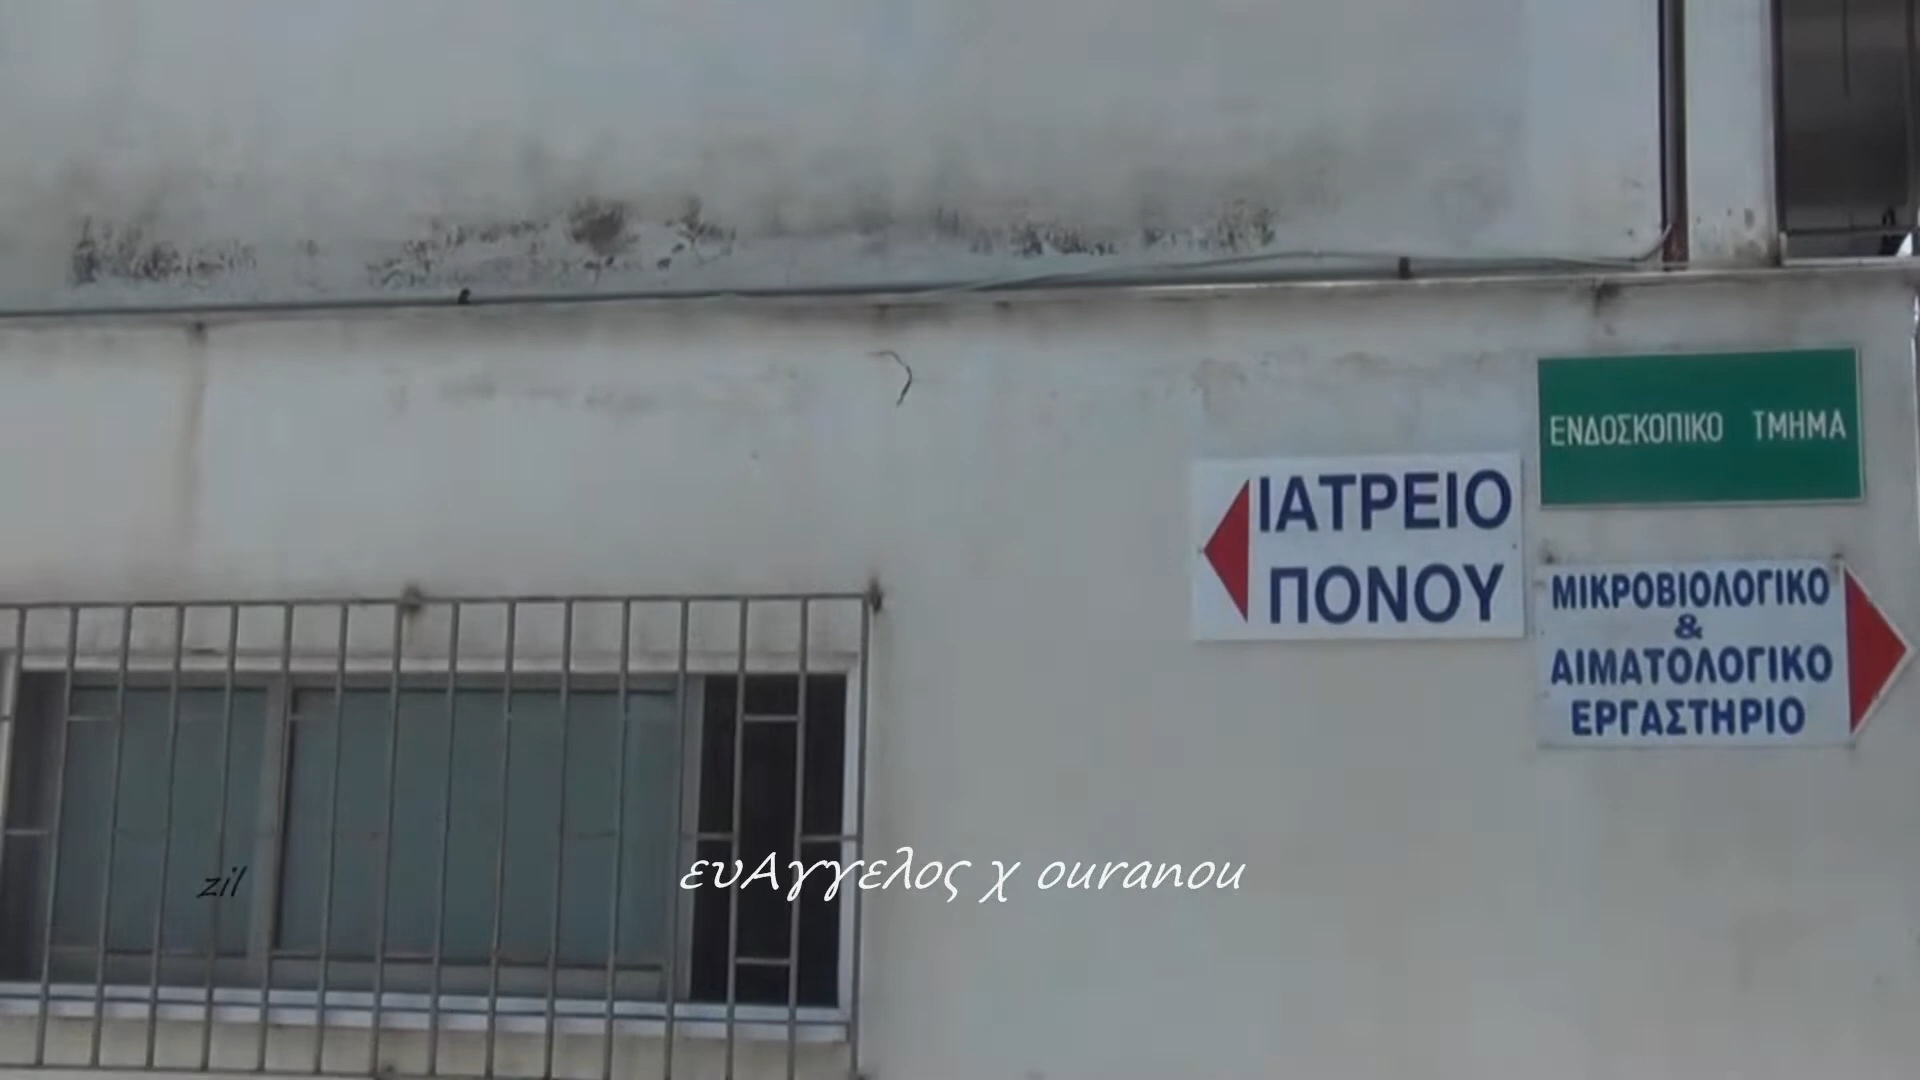 ΕΝΔΟΣΚΟΠΙΚΟ ΤΜΗΜΑ
ΙΑΤΡΕΙΟ
ΠΟΝΟΥ
ΜΙΚΡΟΒΙΟΛΟΓΙΚΟ
&
ΑΙΜΑΤΟΛΟΓΙΚΟ
ΕΡΓΑΣΤΗΡΙΟ
ευΑγγελος χ ouranou
zil